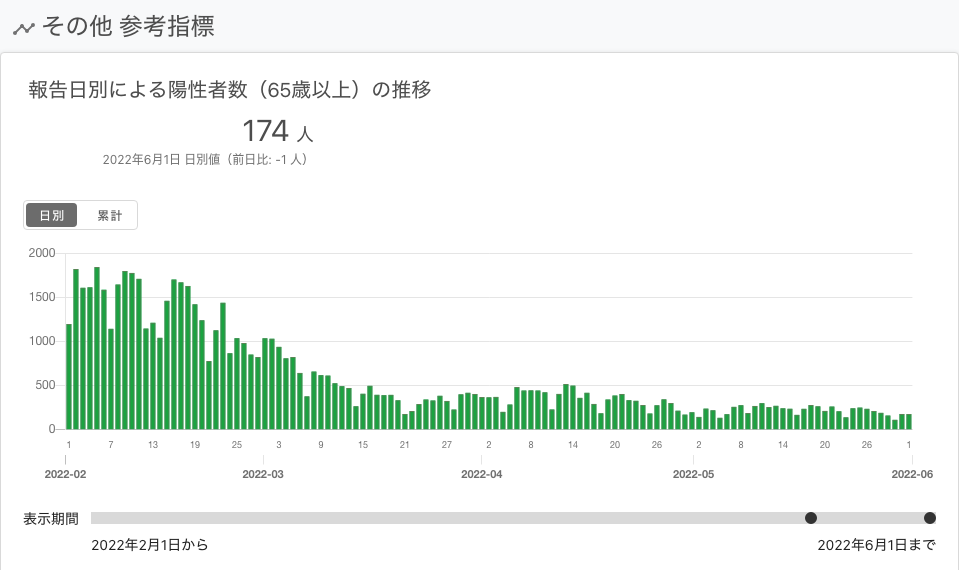 その他 参考指標
報告日別による陽性者数（65歳以上）の推移
174 人
2022年6月1日 日別値（前日比: -1 人）
日別 累計
2000
1500
1000
500
0
1 7 13 19 25 3 9 15 21 27 2 8 14 20 26 2 8 14 20 26 1
2022-02 2022-03 2022-04 2022-05 2022-06
表示期間
2022年2月1日から 2022年6月1日まで